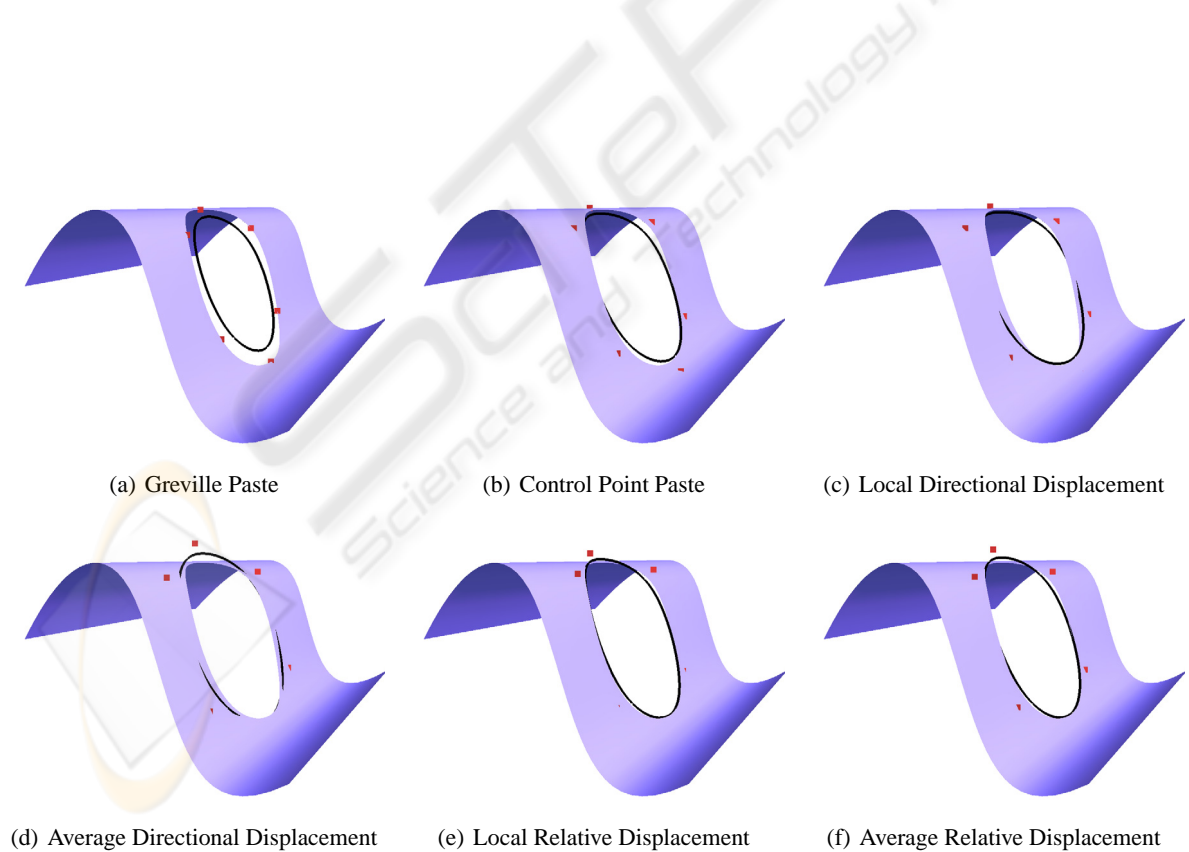 SciTeP
Science and Technology
(a) Greville Paste
(b) Control Point Paste
(c) Local Directional Displacement
(d) Average Directional Displacement
(e) Local Relative Displacement
(f) Average Relative Displacement